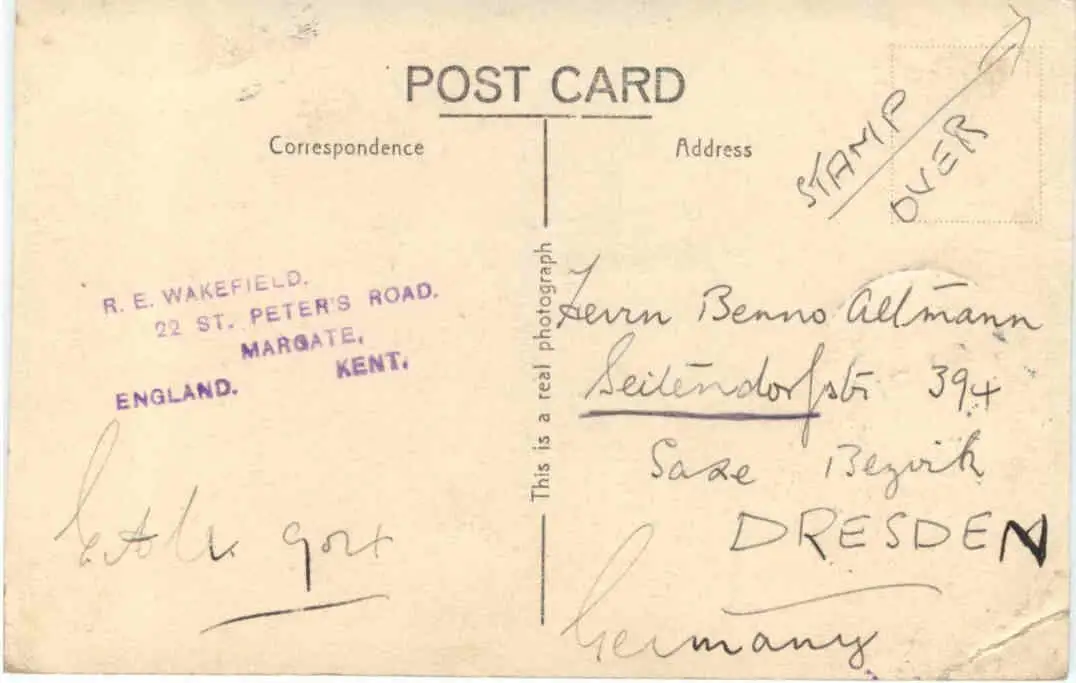 POST CARD
Correspondence
Address
STAMP
OVER
This is a real photograph
R. E. WAKEFIELD.
22 ST. PETER'S ROAD.
MARGATE,
KENT.
ENGLAND.
Herrn Benno Altmann
Seitendorfstr 394
Saxe Bezirk
DRESDEN
Germany